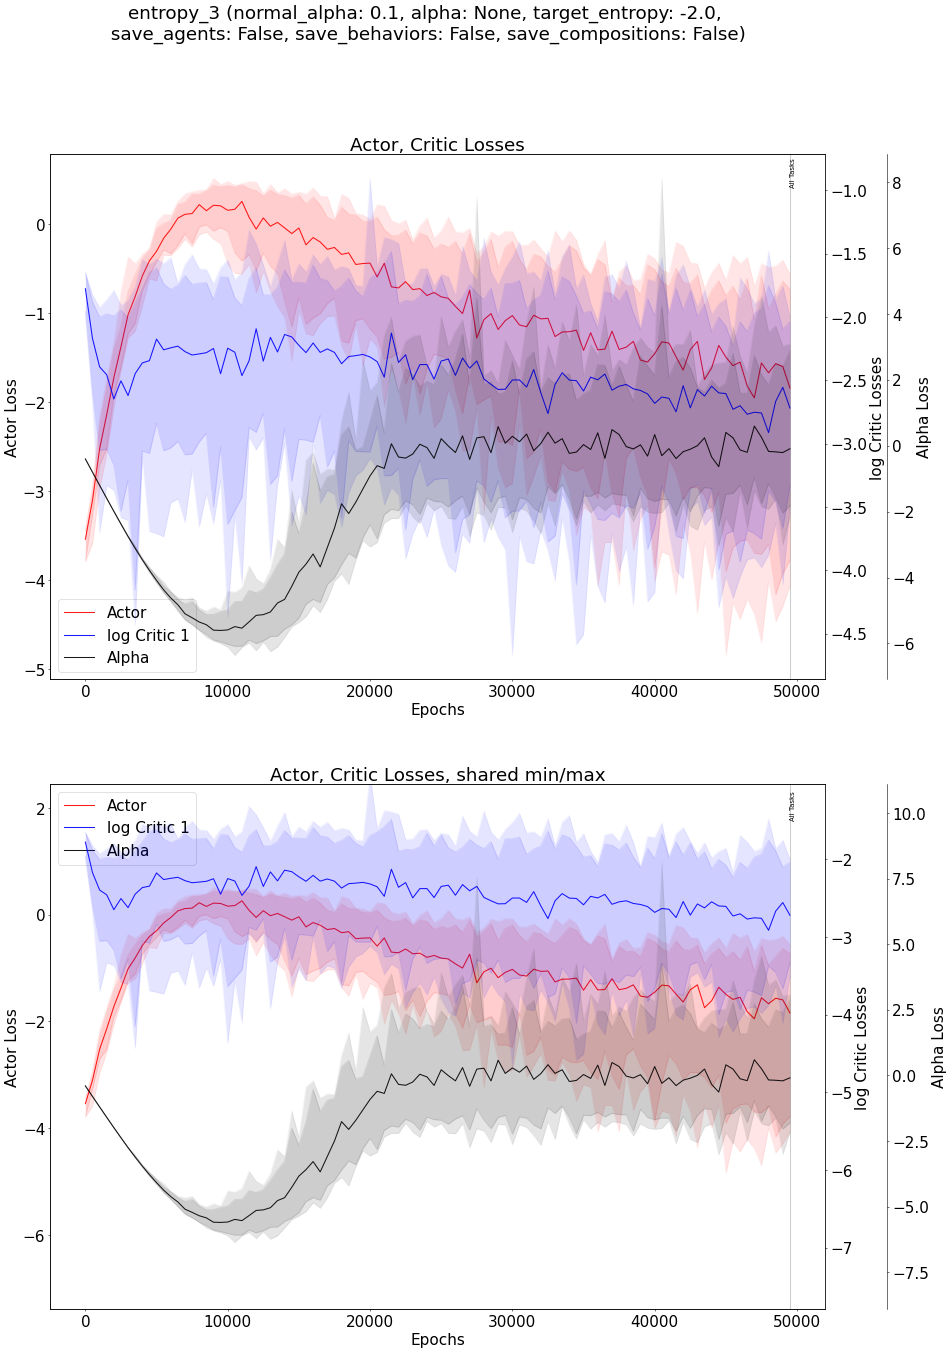 entropy_3 (normal_alpha: 0.1, alpha: None, target_entropy: -2.0,
save_agents: False, save_behaviors: False, save_compositions: False)
Actor, Critic Losses
All Tasks
Actor Loss
0
−1
−2
−3
−4
−5
Actor
log Critic 1
Alpha
0
10000
20000
30000
40000
50000
Epochs
−1.0
−1.5
−2.0
−2.5
−3.0
−3.5
−4.0
−4.5
log Critic Losses
8
6
4
2
0
−2
−4
−6
Alpha Loss
Actor, Critic Losses, shared min/max
All Tasks
Actor Loss
2
0
−2
−4
−6
Actor
log Critic 1
Alpha
0
10000
20000
30000
40000
50000
Epochs
−2
−3
−4
−5
−6
−7
log Critic Losses
10.0
7.5
5.0
2.5
0.0
−2.5
−5.0
−7.5
Alpha Loss